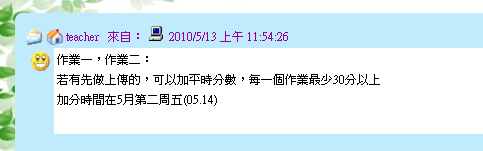 teacher 來自： 2010/5/13 上午 11:54:26
作業一，作業二：
若有先做上傳的，可以加平時分數，每一個作業最少30分以上
加分時間在5月第二周五(05.14)